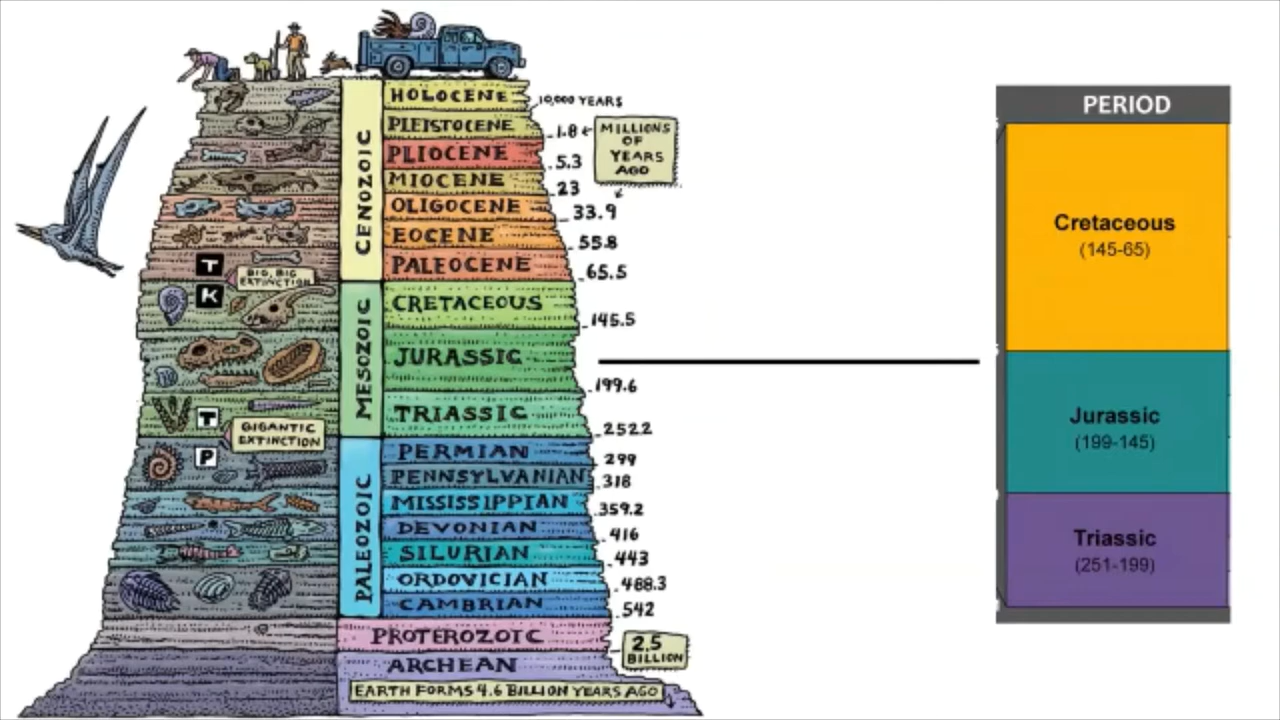 HOLOCENE
10,000 YEARS
PLEISTOCENE
1.8
MILLIONS
OF
YEARS
AGO
PLIOCENE
5.3
MIOCENE
23
OLIGOCENE
33.9
EOCENE
55.8
PALEOCENE
65.5
CENOZOIC
T
BIG, BIG
EXTINCTION
K
CRETACEOUS
145.5
JURASSIC
199.6
TRIASSIC
252.2
MESOZOIC
T
GIGANTIC
EXTINCTION
P
PERMIAN
299
PENNSYLVANIAN
318
MISSISSIPPIAN
359.2
DEVONIAN
416
SILURIAN
443
ORDOVICIAN
488.3
CAMBRIAN
542
PALEOZOIC
PROTEROZOIC
2.5
BILLION
ARCHEAN
EARTH FORMS 4.6 BILLION YEARS AGO
PERIOD
Cretaceous
(145-65)
Jurassic
(199-145)
Triassic
(251-199)